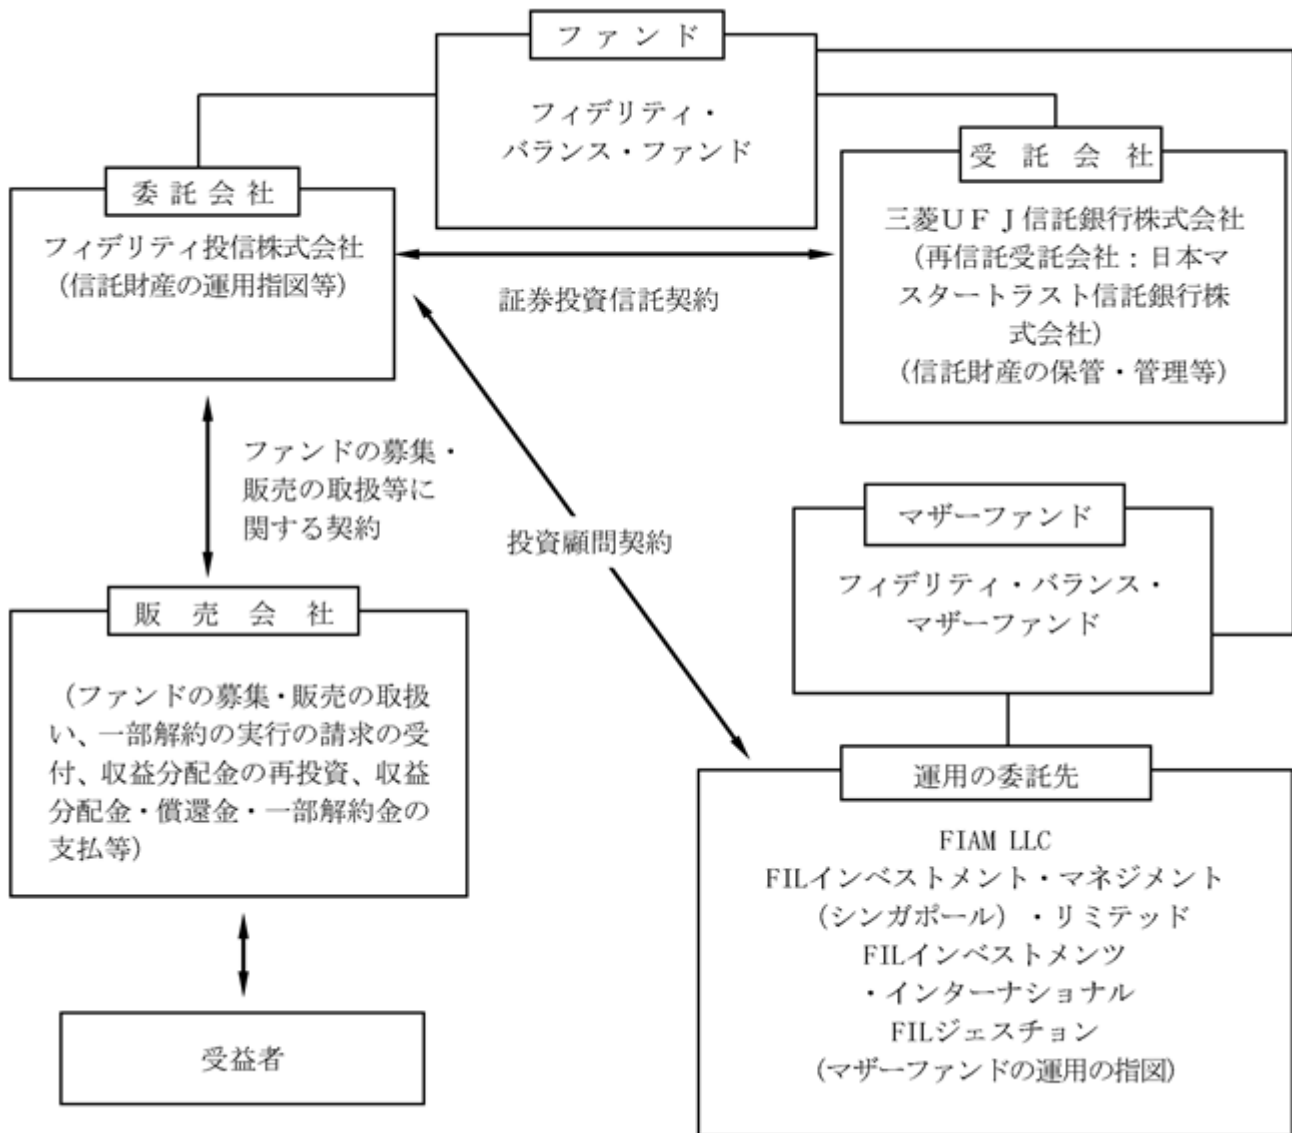 ファンド
フィデリティ・
バランス・ファンド
委託会社
フィデリティ投信株式会社
(信託財産の運用指図等)
受託会社
三菱UFJ信託銀行株式会社
(再信託受託会社:日本マ
スタートラスト信託銀行株
式会社)
(信託財産の保管・管理等)
証券投資信託契約
ファンドの募集・
販売の取扱等に
関する契約
投資顧問契約
マザーファンド
フィデリティ・バランス・
マザーファンド
販売会社
(ファンドの募集・販売の取扱
い、一部解約の実行の請求の受
付、収益分配金の再投資、収益
分配金・償還金・一部解約金の
支払等)
運用の委託先
FIAM LLC
FILインベストメント・マネジメント
(シンガポール)・リミテッド
FILインベストメンツ
・インターナショナル
FILジェスチョン
(マザーファンドの運用の指図)
受益者